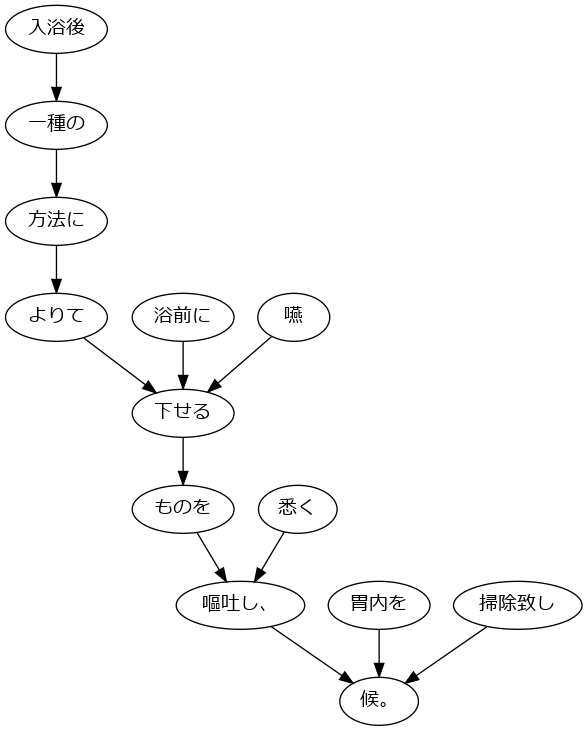 入浴後
一種の
方法に
よりて
浴前に
嚥
下せる
ものを
悉く
嘔吐し、
胃内を
掃除致し
候。